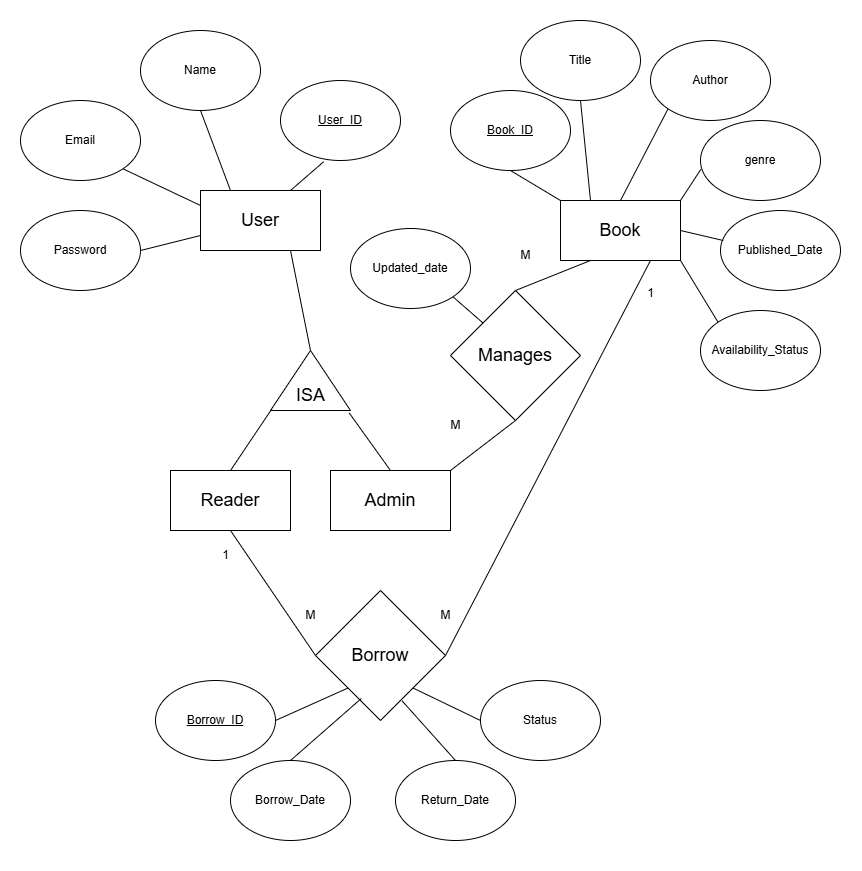 Title
Name
Author
User_ID
Book_ID
Email
genre
User
Book
Password
Published_Date
M
Updated_date
1
Availability_Status
Manages
ISA
M
Reader
Admin
1
M
M
Borrow
Borrow_ID
Status
Borrow_Date
Return_Date